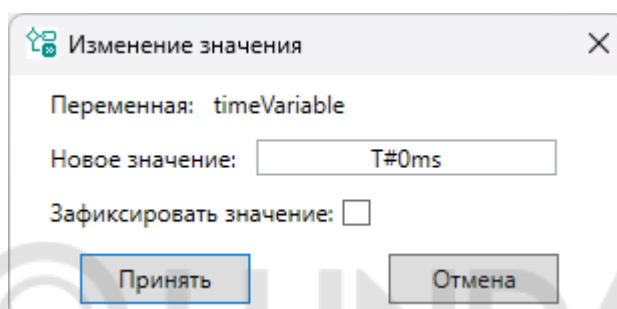 Изменение значения
Переменная: timeVariable
Новое значение: T#0ms
Зафиксировать значение:
Принять Отмена